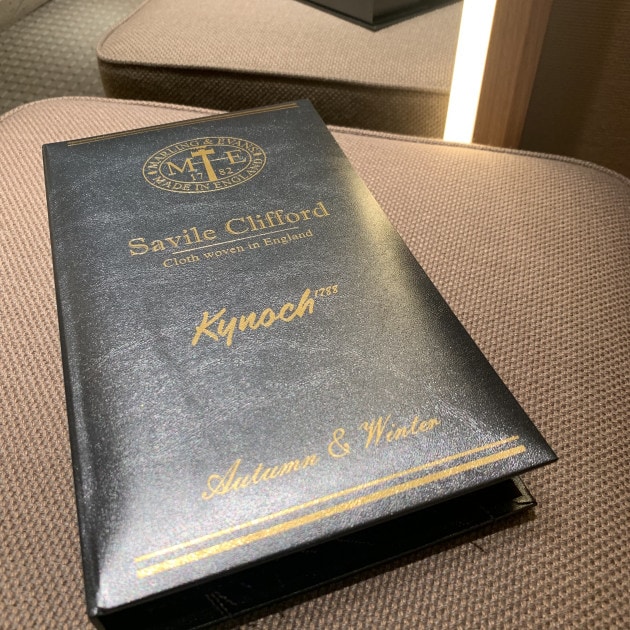 MARLING & EVANS
M E
17 82
MADE IN ENGLAND
Savile Clifford
Cloth woven in England
Kynoch 1788
Autumn & Winter